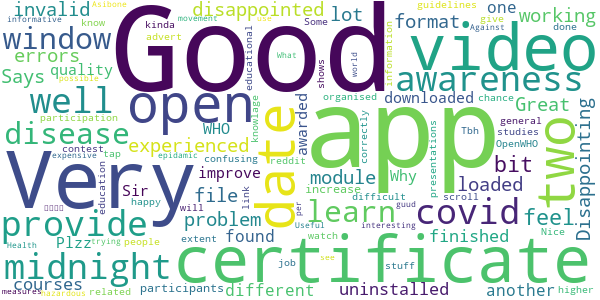 informative
Asibone
guidelines
invalid
kinda
movement
use
disappointed
know
Some
give
one
advert
lot
format
Against
working
window
errors
Good
educational
What
world
information
done
video
possible
Says
quality
shows
awareness
participation
well
open
knowlage
organised
downloaded
chance
WHO
awarded
Great
general
disease
experienced
date
reddit
Tbh
studies
contest
tap
confusing
correctly
presentations
OpenWHO
two
Disappointing
expensive
epidamic
app
Why
bit
Very
education
Sir
improve
link
module
loaded
happy
file
increase
difficult
scroll
provide
will
per
learn
covid
feel
problem
Useful
guud
Plzz
found
watch
interesting
finished
Nice
Health
trying
people
extent
job
stuff
uninstalled
midnight
certificate
see
courses
participants
different
another
higher
measures
hazardous
related